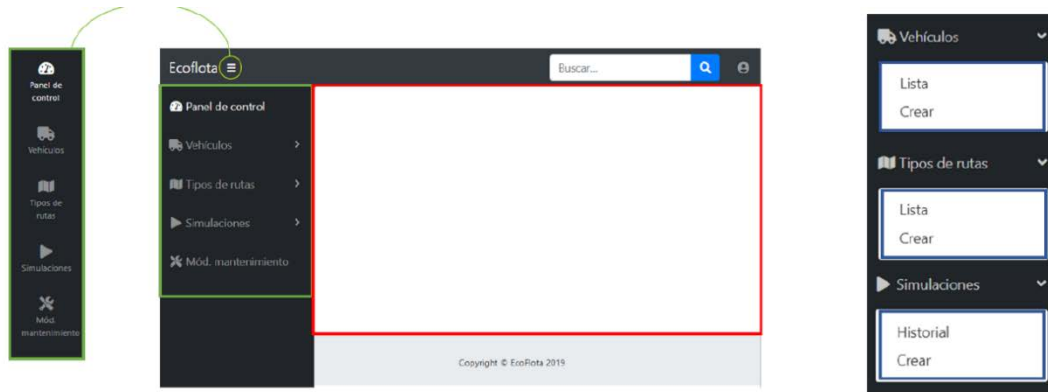 Panel de
control
Vehículos
Tipos de
rutas
Simulaciones
Mód.
mantenimiento
Ecoflota
Buscar...
Panel de control
Vehículos
Tipos de rutas
Simulaciones
Mód. mantenimiento
Copyright © EcoFlota 2019
Vehículos
Lista
Crear
Tipos de rutas
Lista
Crear
Simulaciones
Historial
Crear